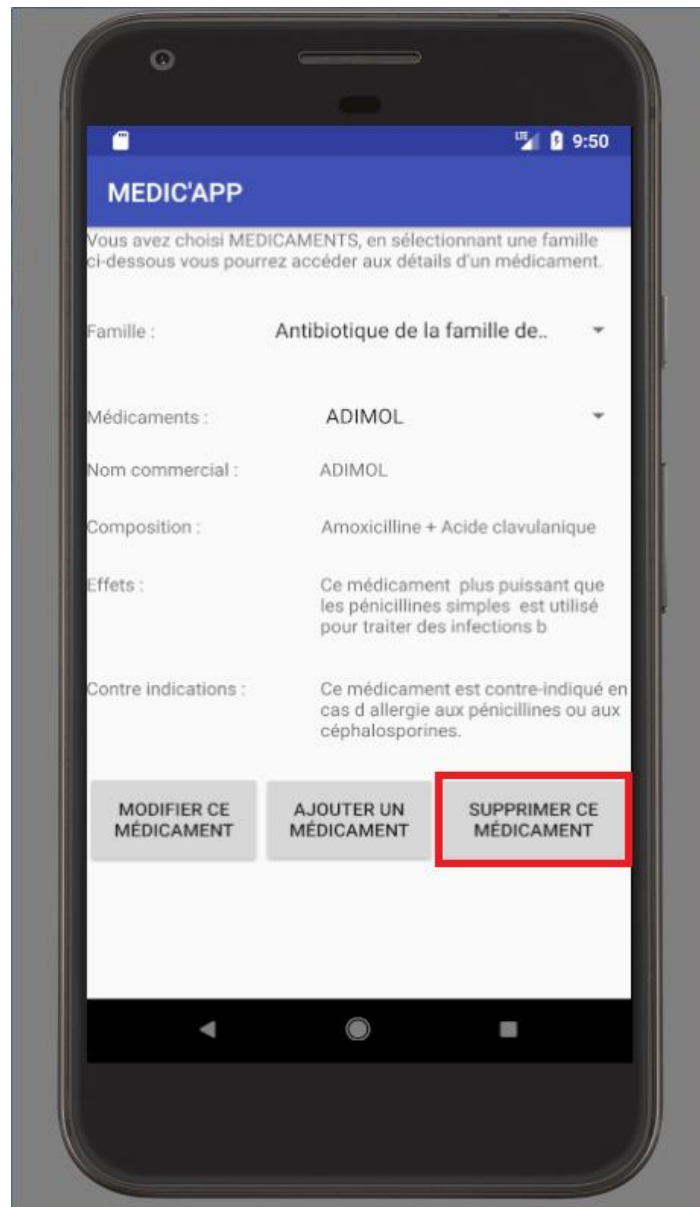 LTE 9:50
MEDIC'APP
Vous avez choisi MEDICAMENTS, en sélectionnant une famille
ci-dessous vous pourrez accéder aux détails d'un médicament.
Famille : Antibiotique de la famille de..
Médicaments : ADIMOL
Nom commercial : ADIMOL
Composition : Amoxicilline + Acide clavulanique
Effets : Ce médicament plus puissant que
les pénicillines simples est utilisé
pour traiter des infections b
Contre indications : Ce médicament est contre-indiqué en
cas d allergie aux pénicillines ou aux
céphalosporines.
MODIFIER CE
MÉDICAMENT
AJOUTER UN
MÉDICAMENT
SUPPRIMER CE
MÉDICAMENT